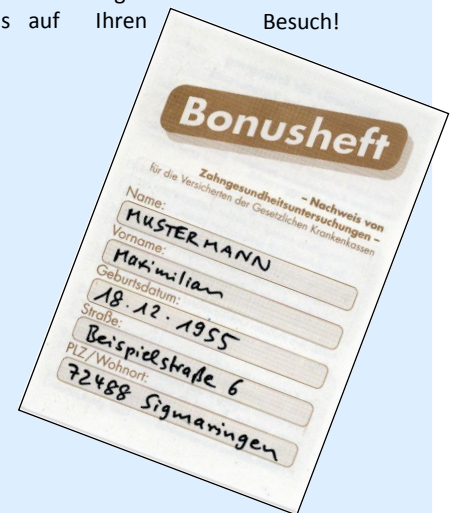 s auf Ihren Besuch!
Bonusheft
– Nachweis von
Zahngesundheitsuntersuchungen –
für die Versicherten der Gesetzlichen Krankenkassen
Name:
MUSTERMANN
Vorname:
Maximilian
Geburtsdatum:
18.12.1955
Straße:
Beispielstraße 6
PLZ/Wohnort:
72488 Sigmaringen